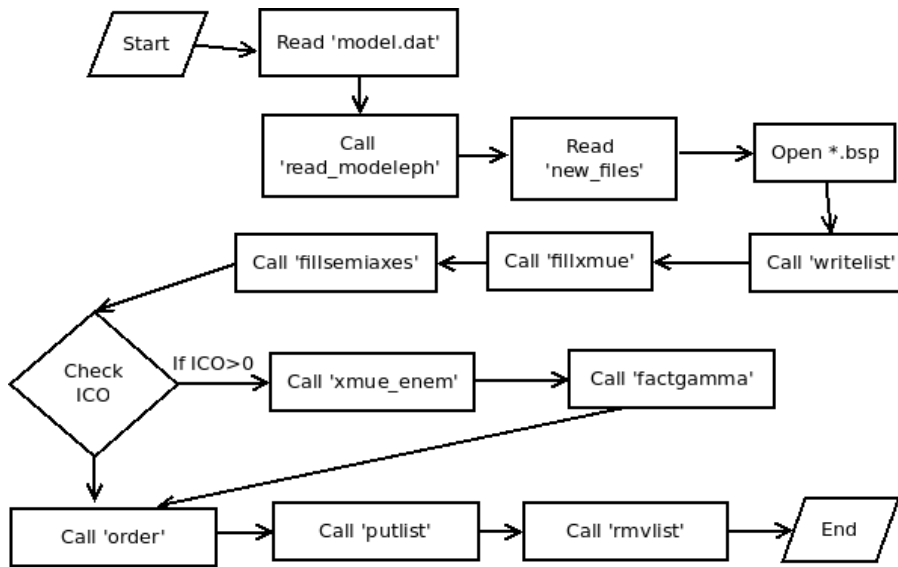 Start
Read 'model.dat'
Call
'read_modeleph'
Read
'new_files'
Open *.bsp
Call 'fillsemiaxes'
Call 'fillxmue'
Call 'writelist'
Check
ICO
If ICO>0
Call 'xmue_enem'
Call 'factgamma'
Call 'order'
Call 'putlist'
Call 'rmvlist'
End